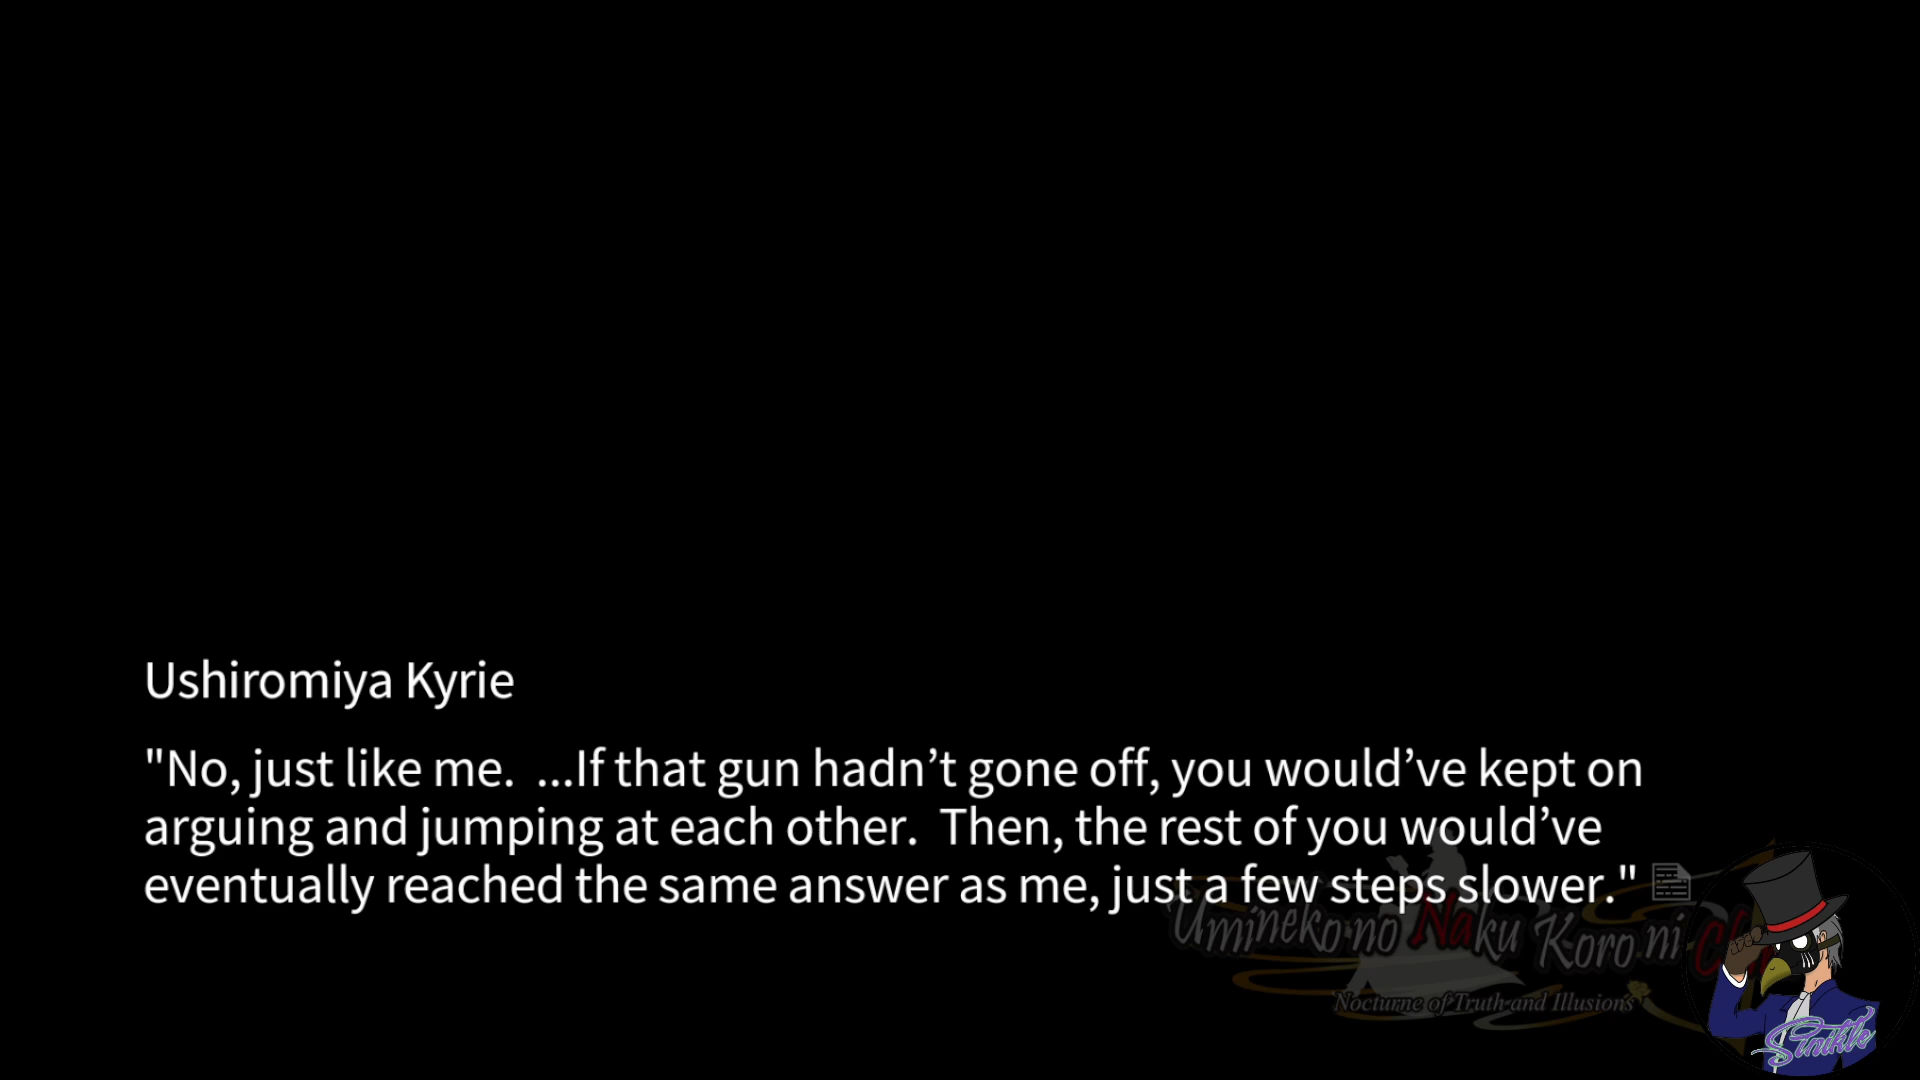 Ushiromiya Kyrie
"No, just like me.  ...If that gun hadn’t gone off, you would’ve kept on
arguing and jumping at each other.  Then, the rest of you would’ve
eventually reached the same answer as me, just a few steps slower."
Umineko no Naku Koro ni
Nocturne of Truth and Illusions
Stnikle